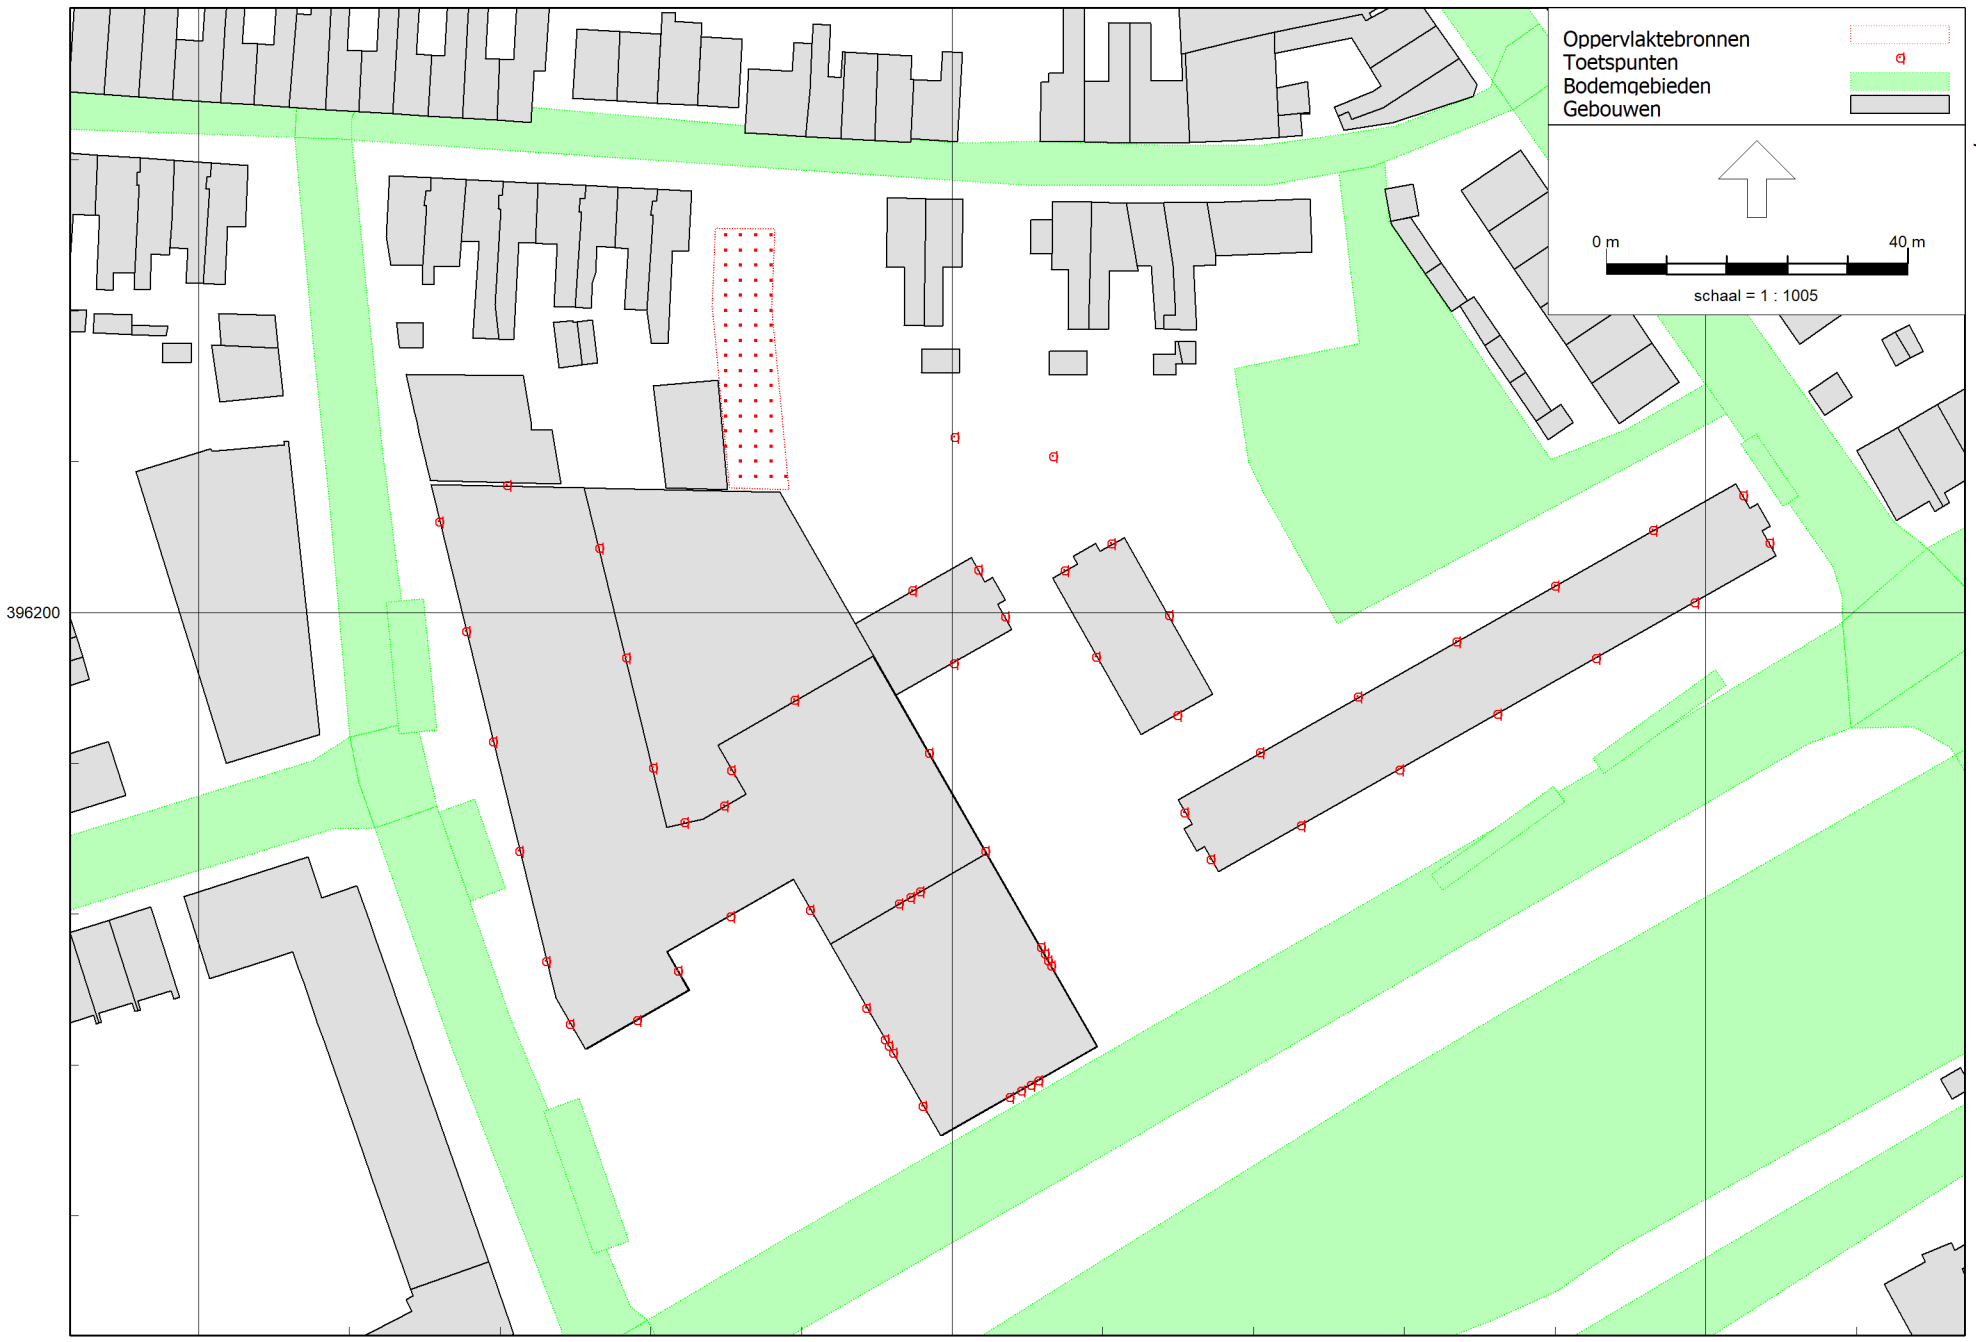 Oppervlaktebronnen
Toetspunten
Bodemgebieden
Gebouwen
0 m 40 m
schaal = 1 : 1005
396200